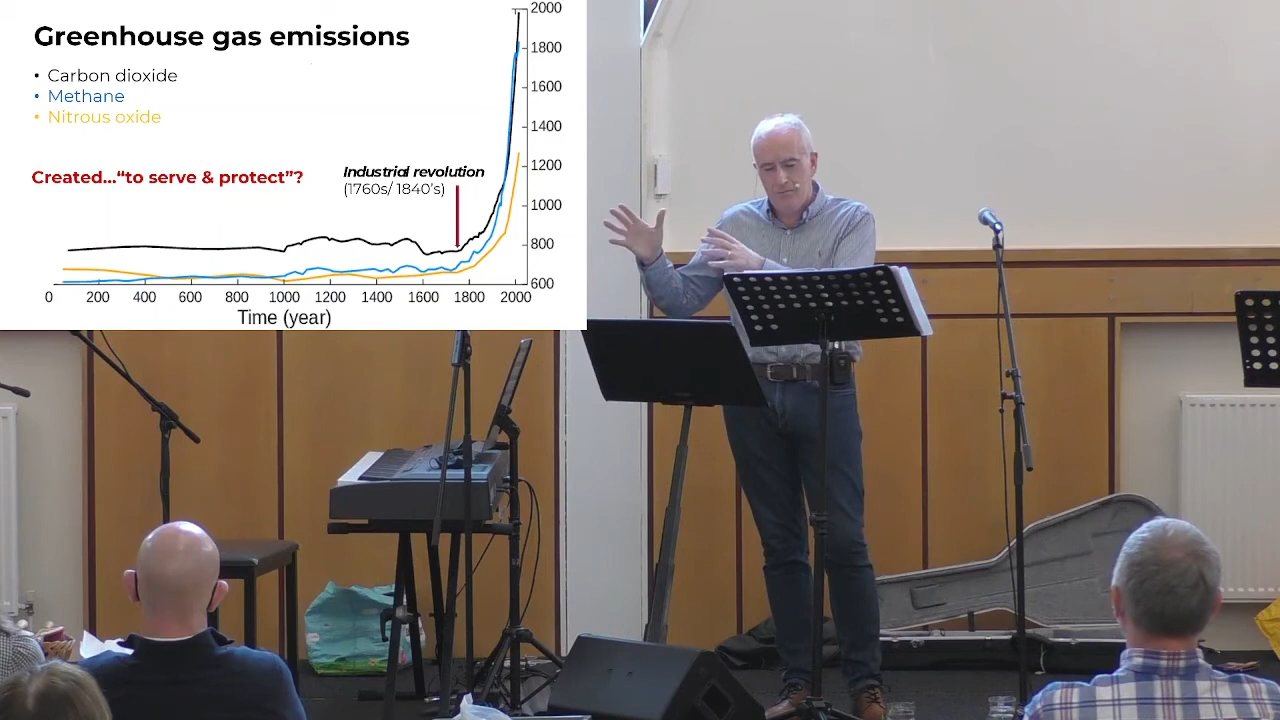 Greenhouse gas emissions
• Carbon dioxide
• Methane
• Nitrous oxide
Created…“to serve & protect”?
Industrial revolution
(1760s/ 1840’s)
2000
1800
1600
1400
1200
1000
800
600
0 200 400 600 800 1000 1200 1400 1600 1800 2000
Time (year)